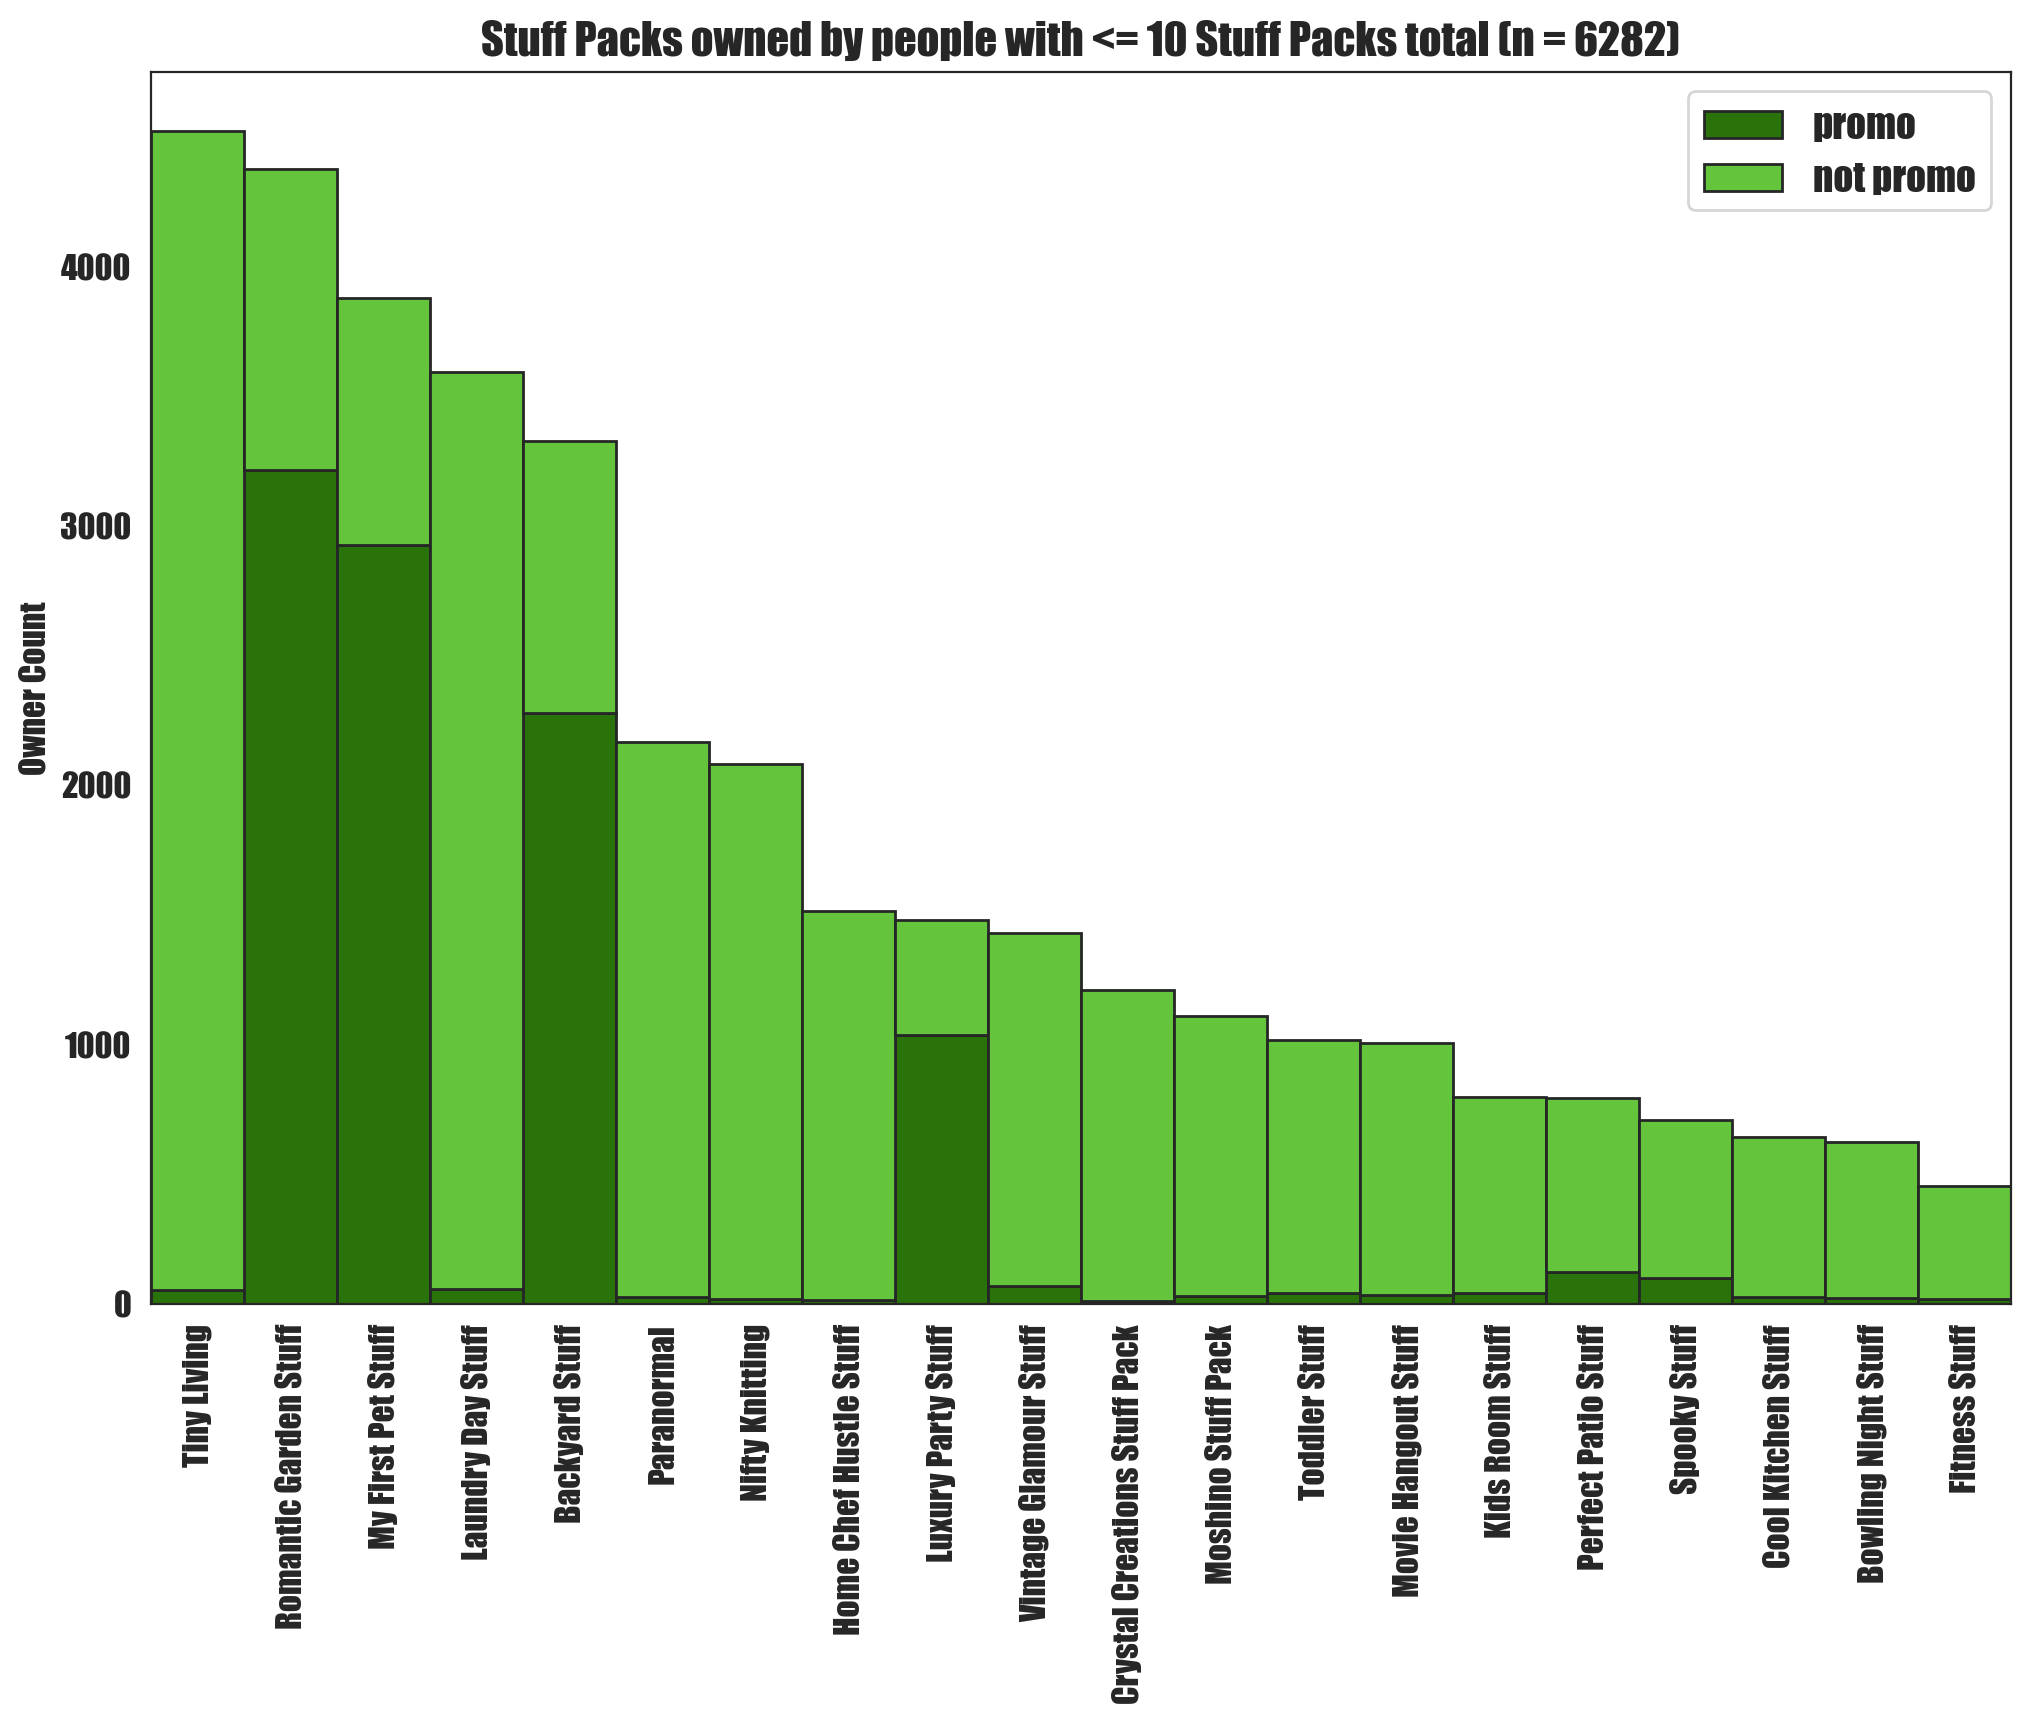 Stuff Packs owned by people with <= 10 Stuff Packs total (n = 6282)
promo
not promo
Owner Count
4000
3000
2000
1000
0
Tiny Living
Romantic Garden Stuff
My First Pet Stuff
Laundry Day Stuff
Backyard Stuff
Paranormal
Nifty Knitting
Home Chef Hustle Stuff
Luxury Party Stuff
Vintage Glamour Stuff
Crystal Creations Stuff Pack
Moshino Stuff Pack
Toddler Stuff
Movie Hangout Stuff
Kids Room Stuff
Perfect Patio Stuff
Spooky Stuff
Cool Kitchen Stuff
Bowling Night Stuff
Fitness Stuff